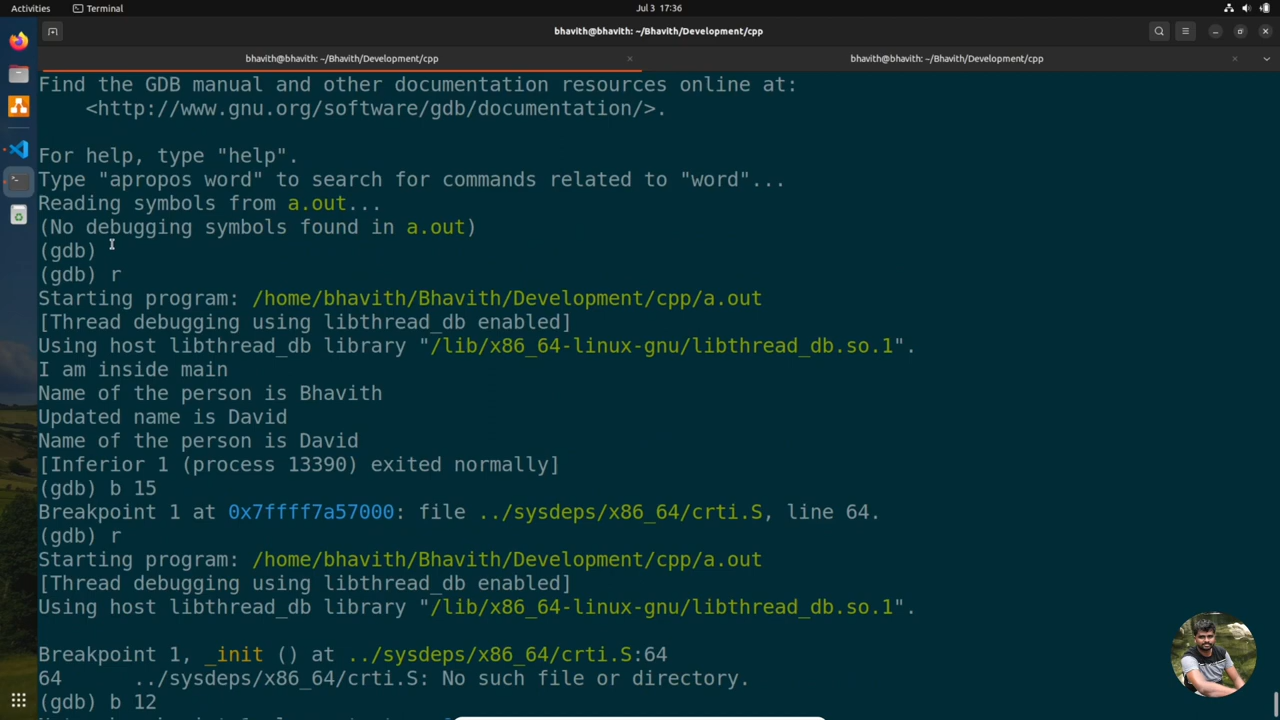 Activities
Terminal
Jul 3 17:36
bhavith@bhavith: ~/Bhavith/Development/cpp
bhavith@bhavith: ~/Bhavith/Development/cpp
bhavith@bhavith: ~/Bhavith/Development/cpp
Find the GDB manual and other documentation resources online at:
<http://www.gnu.org/software/gdb/documentation/>.
For help, type "help".
Type "apropos word" to search for commands related to "word"...
Reading symbols from a.out...
(No debugging symbols found in a.out)
(gdb)
(gdb) r
Starting program: /home/bhavith/Bhavith/Development/cpp/a.out
[Thread debugging using libthread_db enabled]
Using host libthread_db library "/lib/x86_64-linux-gnu/libthread_db.so.1".
I am inside main
Name of the person is Bhavith
Updated name is David
Name of the person is David
[Inferior 1 (process 13390) exited normally]
(gdb) b 15
Breakpoint 1 at 0x7ffff7a57000: file ../sysdeps/x86_64/crti.S, line 64.
(gdb) r
Starting program: /home/bhavith/Bhavith/Development/cpp/a.out
[Thread debugging using libthread_db enabled]
Using host libthread_db library "/lib/x86_64-linux-gnu/libthread_db.so.1".
Breakpoint 1, _init () at ../sysdeps/x86_64/crti.S:64
64 ../sysdeps/x86_64/crti.S: No such file or directory.
(gdb) b 12